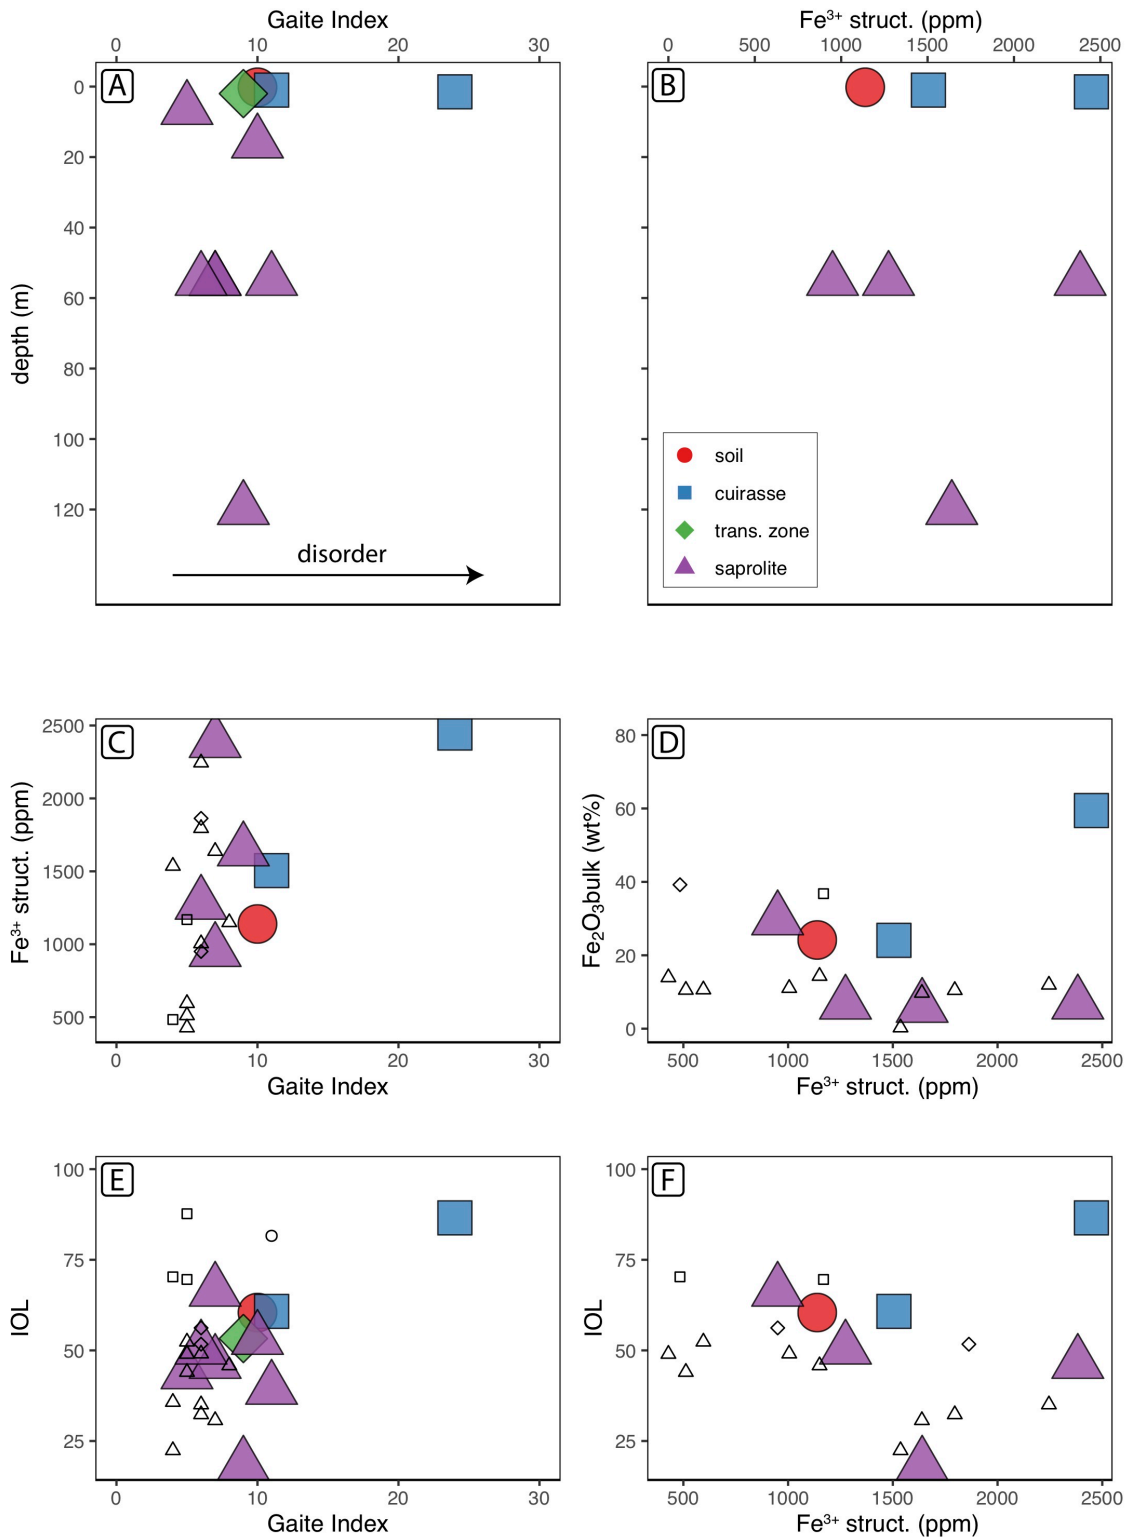 Gaite Index
0 10 20 30
Fe³⁺ struct. (ppm)
0 500 1000 1500 2000 2500
A
B
0
20
40
60
80
100
120
depth (m)
disorder
soil
cuirasse
trans. zone
saprolite
C
2500
2000
1500
1000
500
Fe³⁺ struct. (ppm)
0 10 20 30
Gaite Index
D
80
60
40
20
0
Fe₂O₃bulk (wt%)
500 1000 1500 2000 2500
Fe³⁺ struct. (ppm)
E
100
75
50
25
IOL
0 10 20 30
Gaite Index
F
100
75
50
25
IOL
500 1000 1500 2000 2500
Fe³⁺ struct. (ppm)